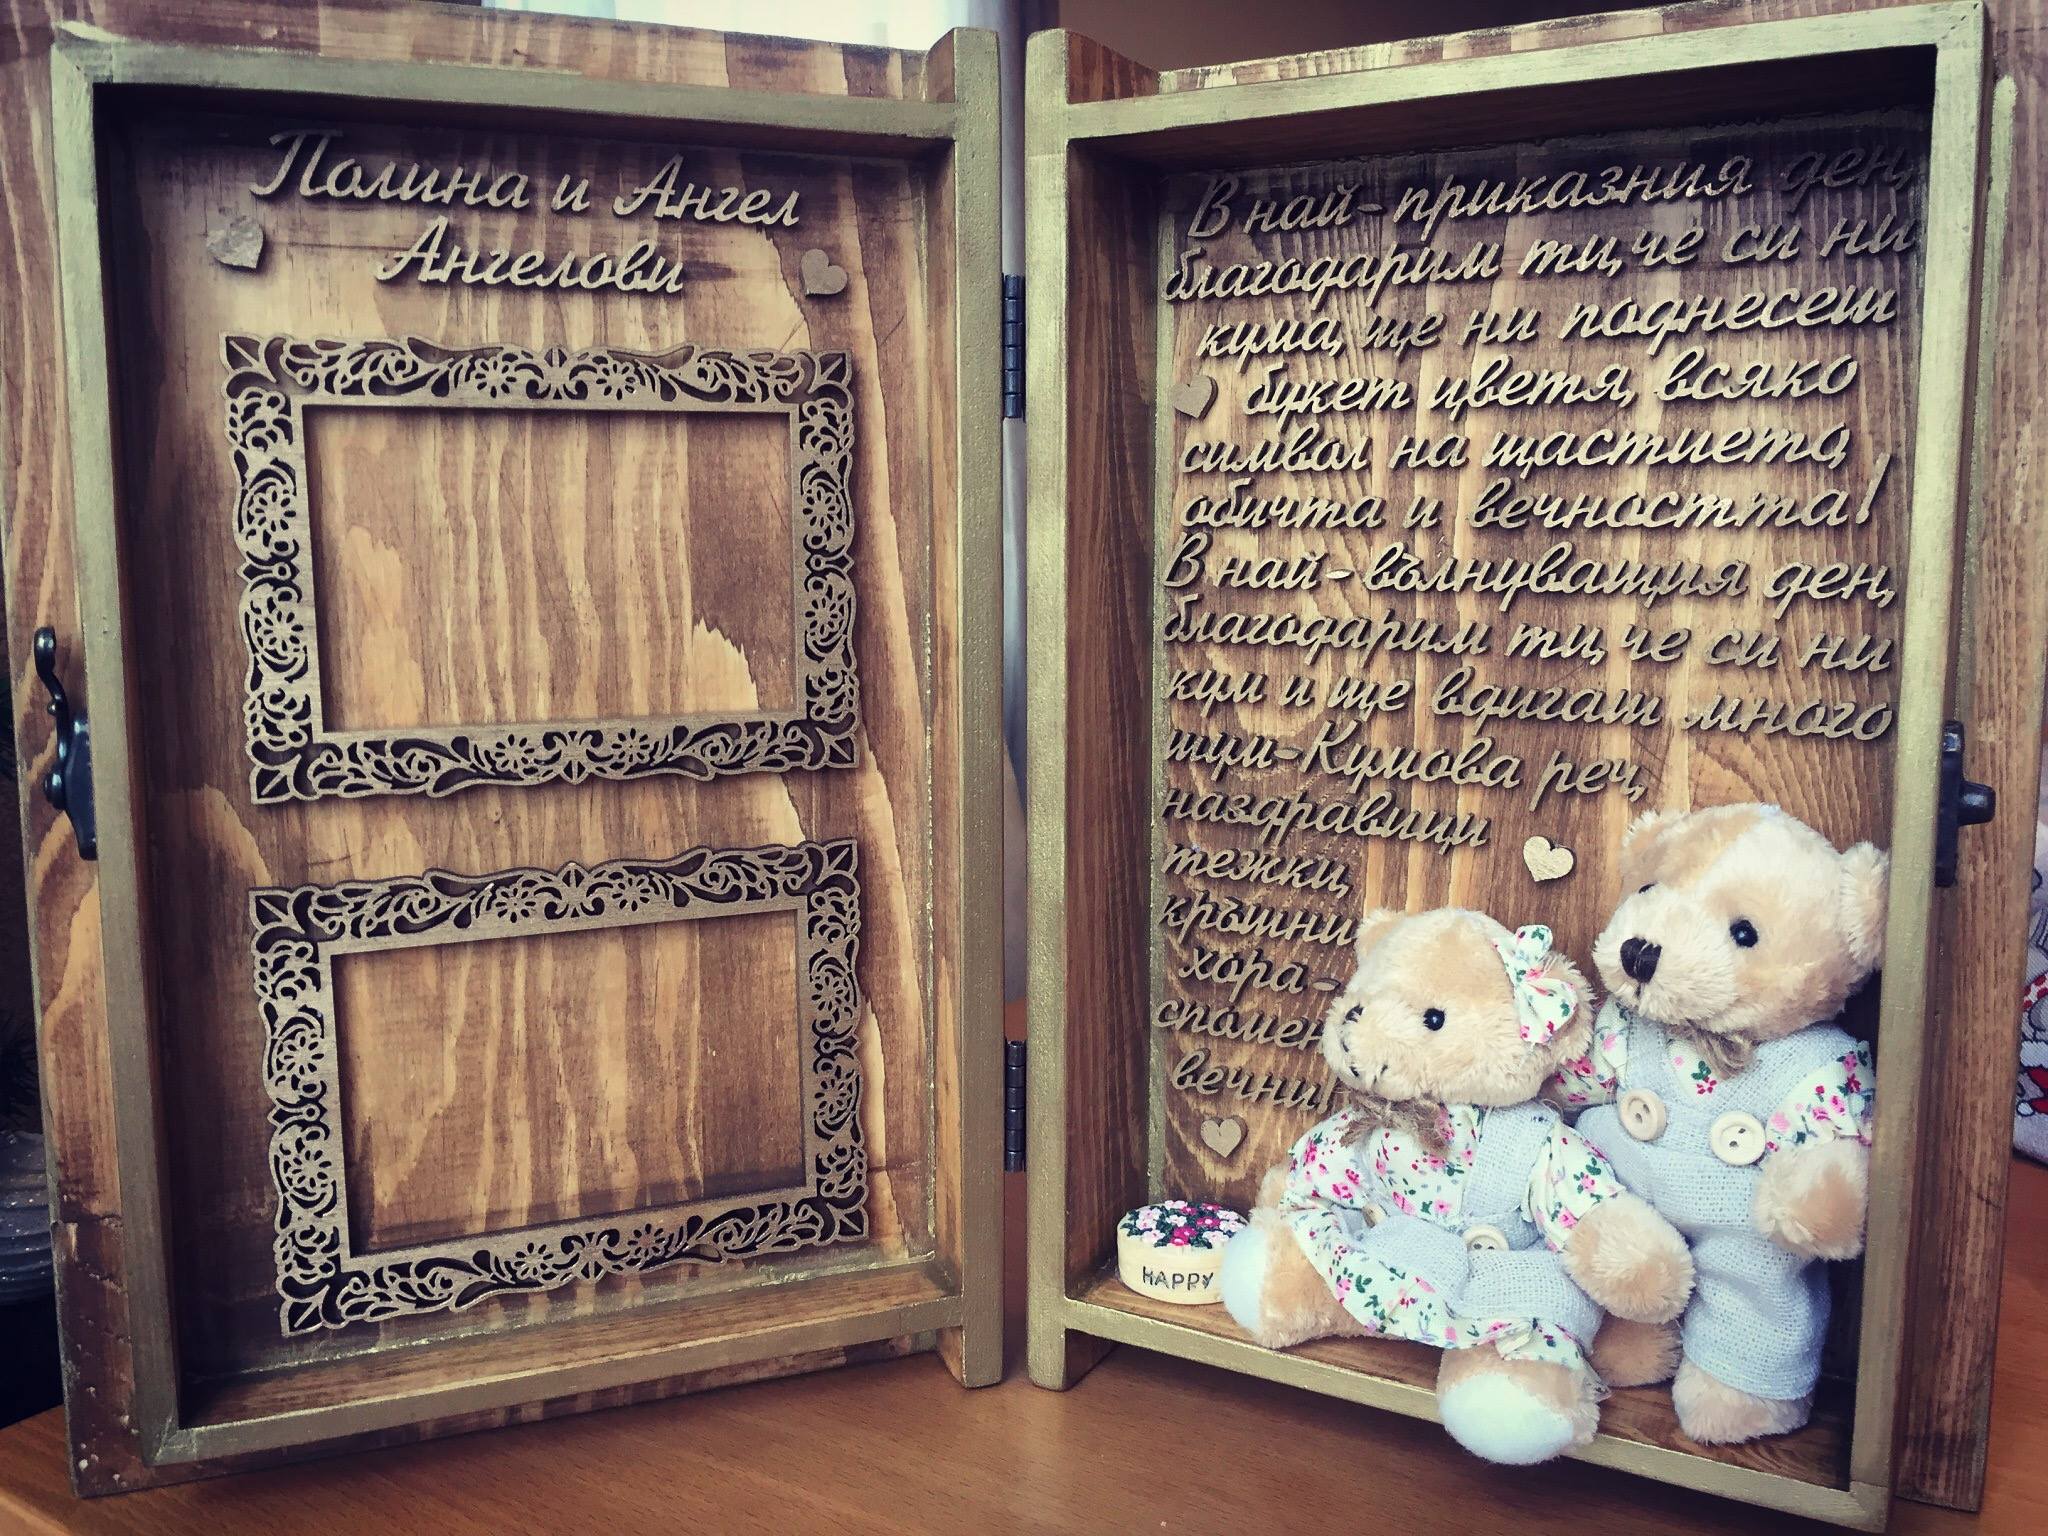 Полина и Ангел
Ангелови
В най-приказния ден,
благодарим ти, че си ни
кума, ще ни поднесеш
букет цветя, всяко
символ на щастието,
обичта и вечността!
В най-вълнуващия ден,
благодарим ти, че си ни
кум и ще вдигаш много
шум-Кумова реч,
наздравици
тежки,
кръшни
хора-
спомен
вечни!
HAPPY